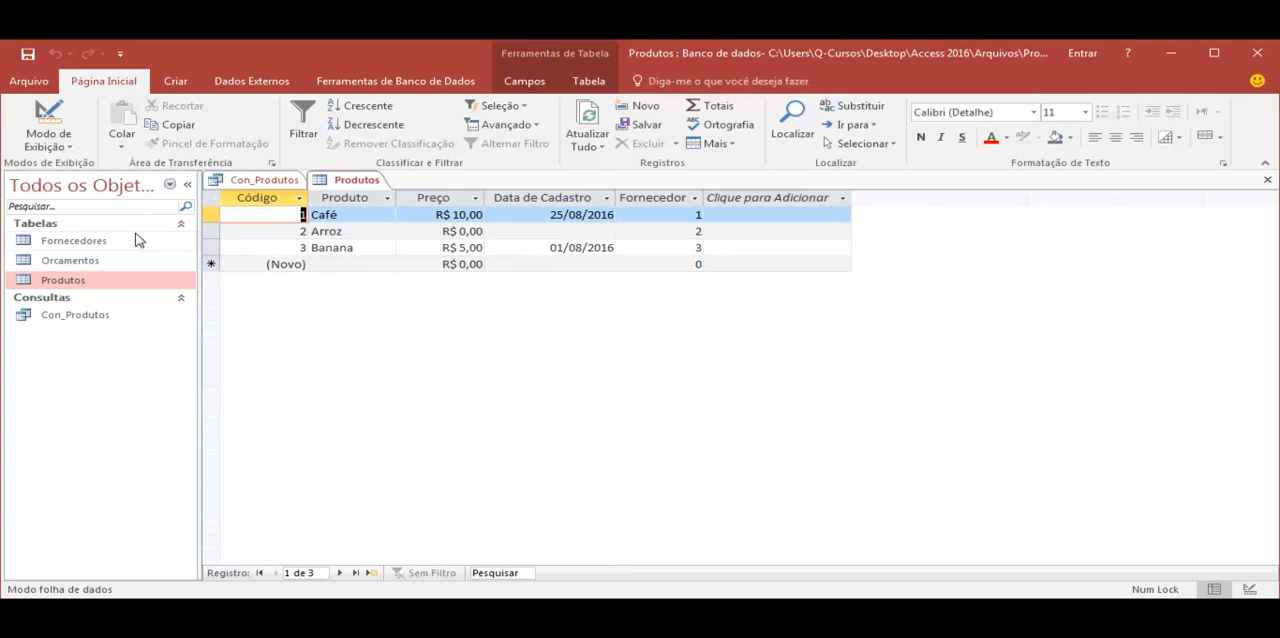 Ferramentas de Tabela
Produtos : Banco de dados- C:\Users\Q-Cursos\Desktop\Access 2016\Arquivos\Pro...
Entrar
?
Arquivo
Página Inicial
Criar
Dados Externos
Ferramentas de Banco de Dados
Campos
Tabela
Diga-me o que você deseja fazer
Modo de
Exibição
Modos de Exibição
Colar
Recortar
Copiar
Pincel de Formatação
Área de Transferência
Filtrar
Crescente
Decrescente
Remover Classificação
Seleção
Avançado
Alternar Filtro
Classificar e Filtrar
Atualizar
Tudo
Novo
Salvar
Excluir
Totais
Ortografia
Mais
Registros
Localizar
Substituir
Ir para
Selecionar
Localizar
Calibri (Detalhe)
11
N I S A
Formatação de Texto
Todos os Objet...
Pesquisar...
Tabelas
Fornecedores
Orcamentos
Produtos
Consultas
Con_Produtos
Con_Produtos
Produtos
Código Produto Preço Data de Cadastro Fornecedor Clique para Adicionar
1 Café R$ 10,00 25/08/2016 1
2 Arroz R$ 0,00 2
3 Banana R$ 5,00 01/08/2016 3
(Novo) R$ 0,00 0
Registro: 1 de 3 Sem Filtro Pesquisar
Modo folha de dados
Num Lock